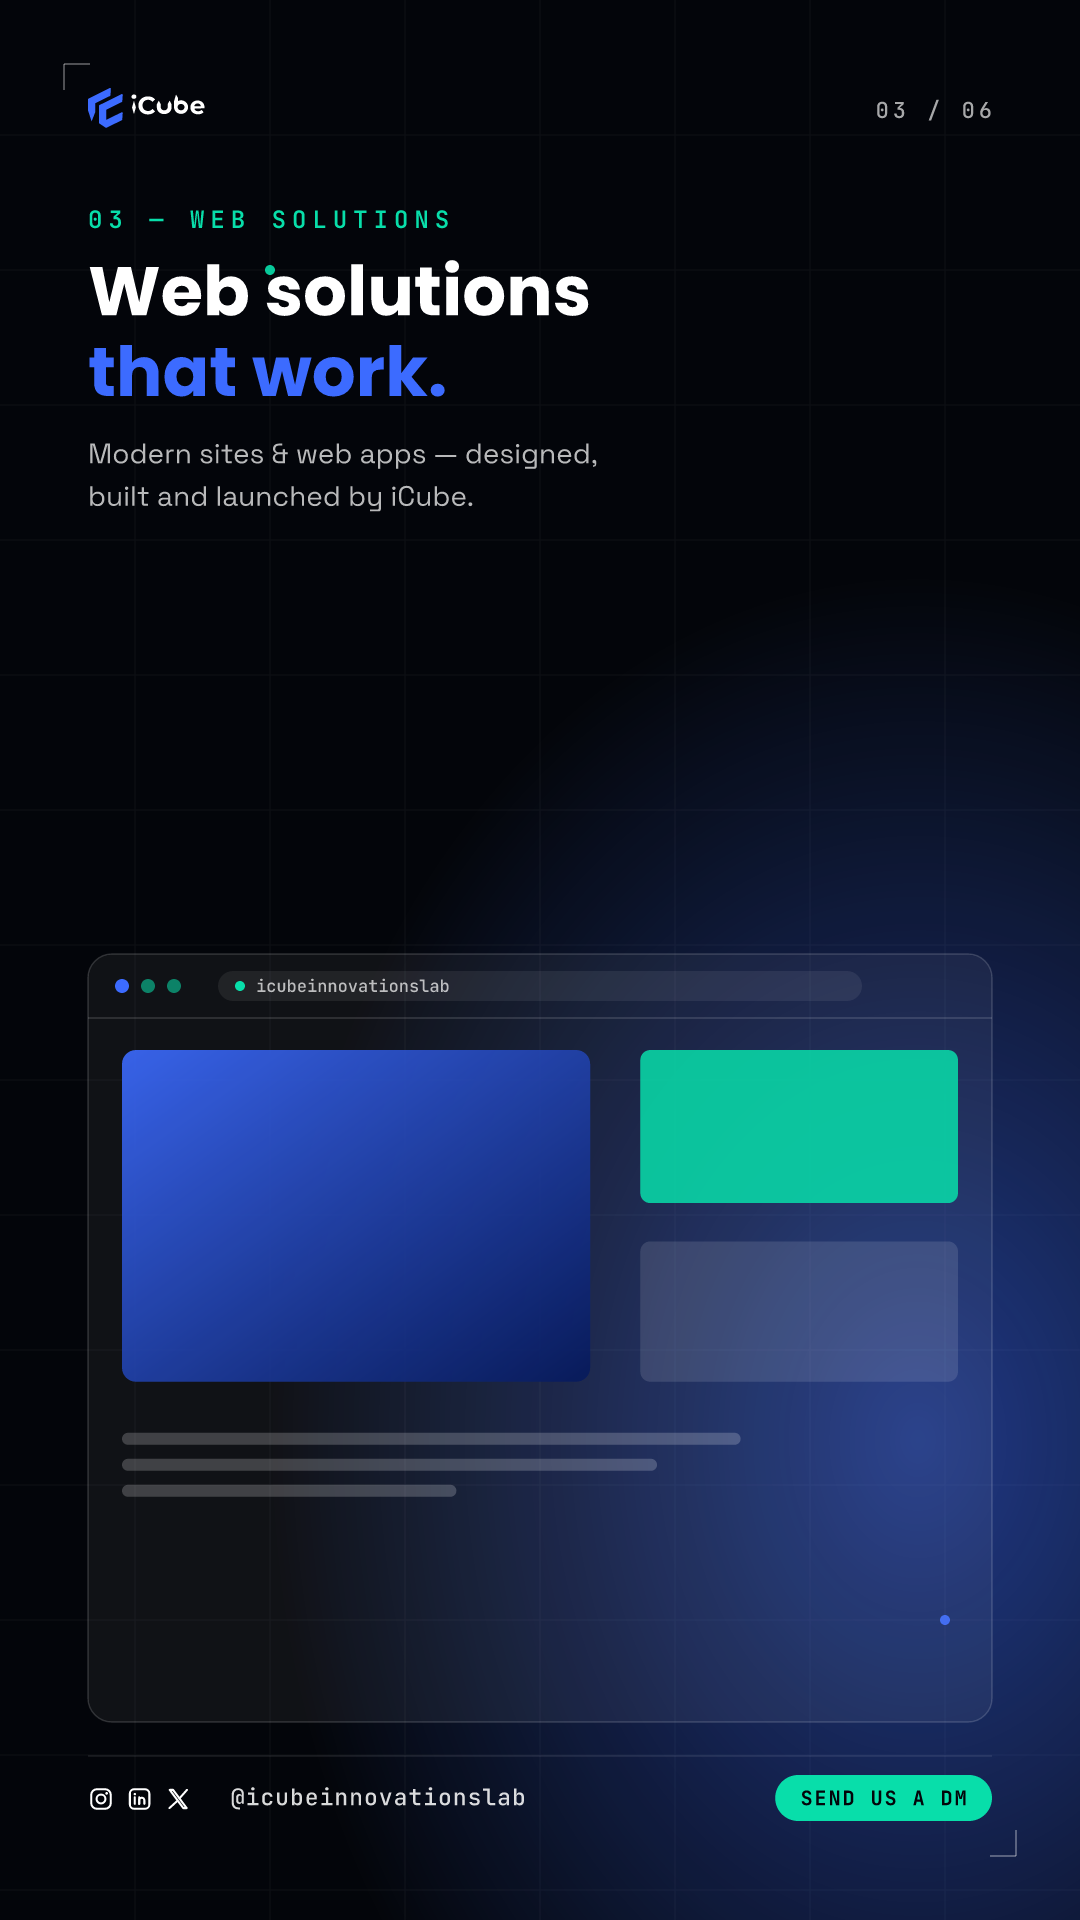 iCube
03 / 06
03 — WEB SOLUTIONS
Web solutions
that work.
Modern sites & web apps — designed,
built and launched by iCube.
icubeinnovationslab
@icubeinnovationslab
SEND US A DM